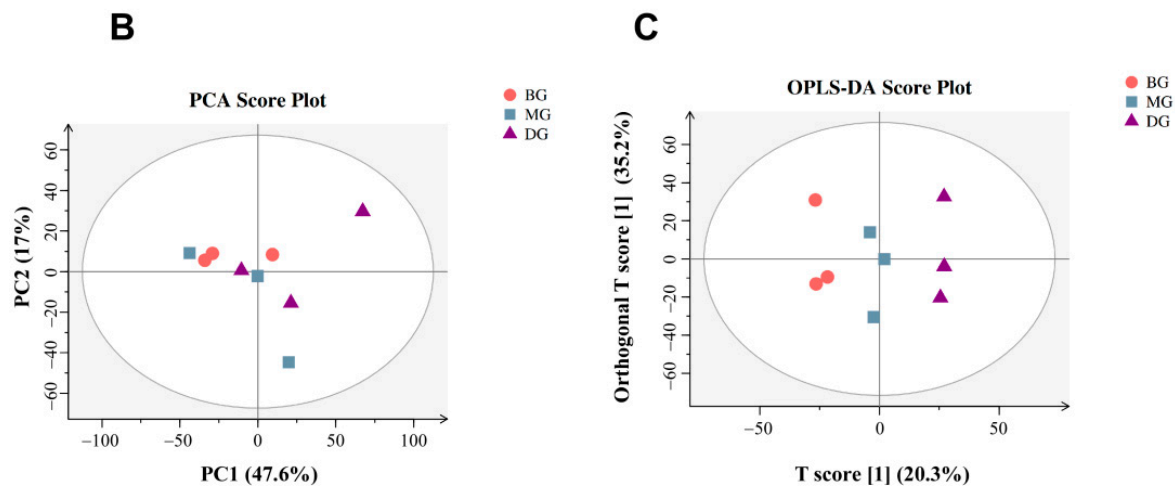 B
PCA Score Plot
BG
MG
DG
PC2 (17%)
60
40
20
0
−20
−40
−60
−100
−50
0
50
100
PC1 (47.6%)
C
OPLS-DA Score Plot
BG
MG
DG
Orthogonal T score [1] (35.2%)
60
40
20
0
−20
−40
−60
−50
0
50
T score [1] (20.3%)